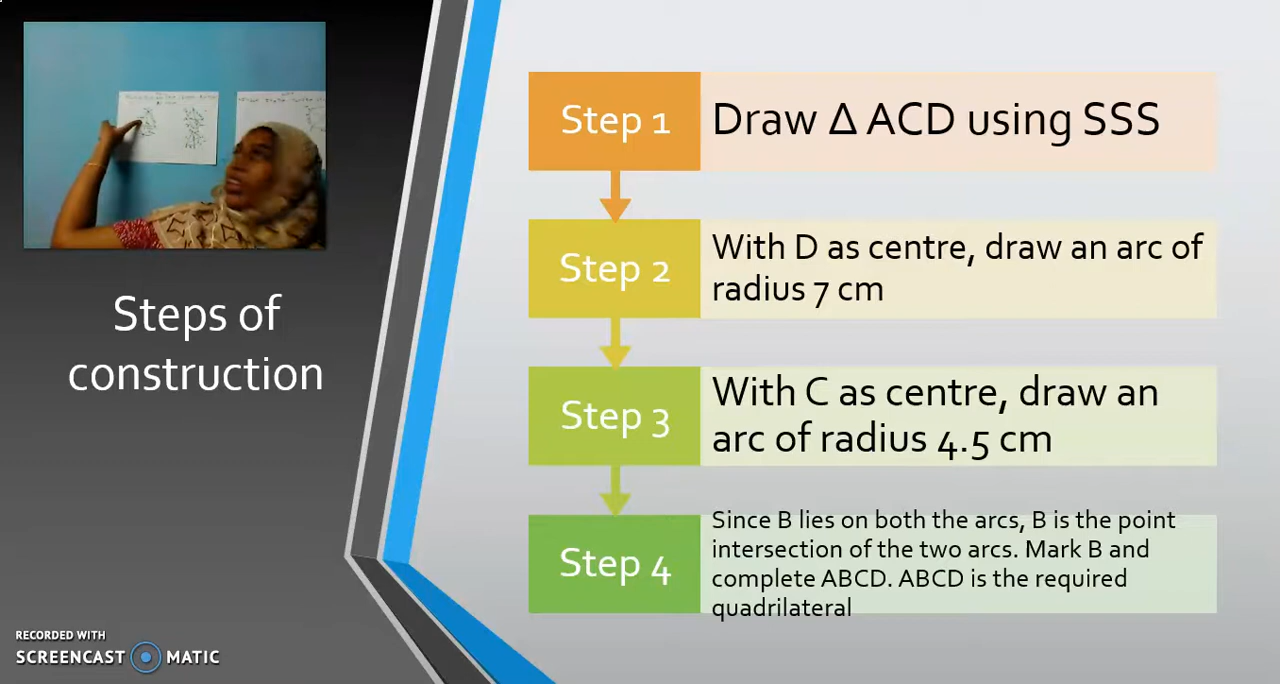 Steps of
construction
Step 1
Draw Δ ACD using SSS
Step 2
With D as centre, draw an arc of
radius 7 cm
Step 3
With C as centre, draw an
arc of radius 4.5 cm
Step 4
Since B lies on both the arcs, B is the point
intersection of the two arcs. Mark B and
complete ABCD. ABCD is the required
quadrilateral
RECORDED WITH
SCREENCAST MATIC